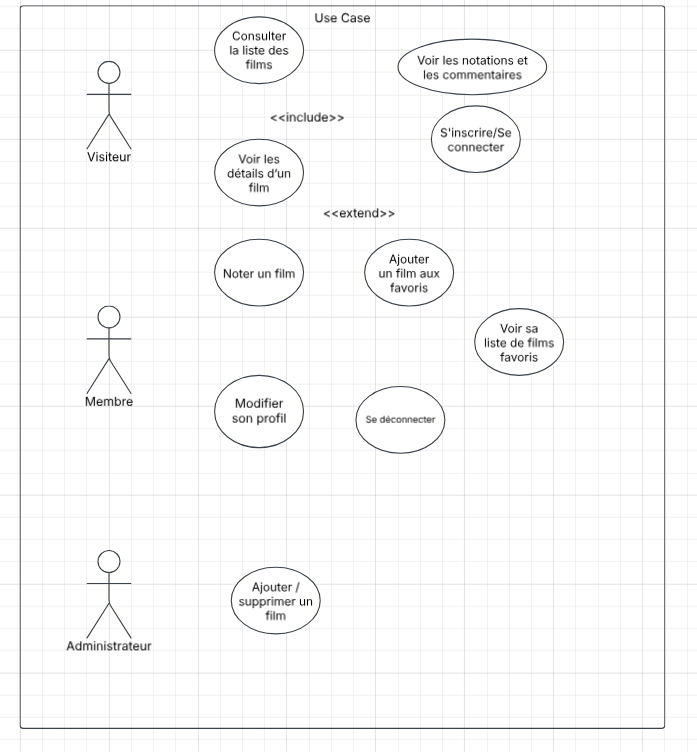 Use Case
Consulter
la liste des
films
Voir les notations et
les commentaires
<<include>>
S'inscrire/Se
connecter
Visiteur
Voir les
détails d'un
film
<<extend>>
Noter un film
Ajouter
un film aux
favoris
Voir sa
liste de films
favoris
Membre
Modifier
son profil
Se déconnecter
Ajouter /
supprimer un
film
Administrateur